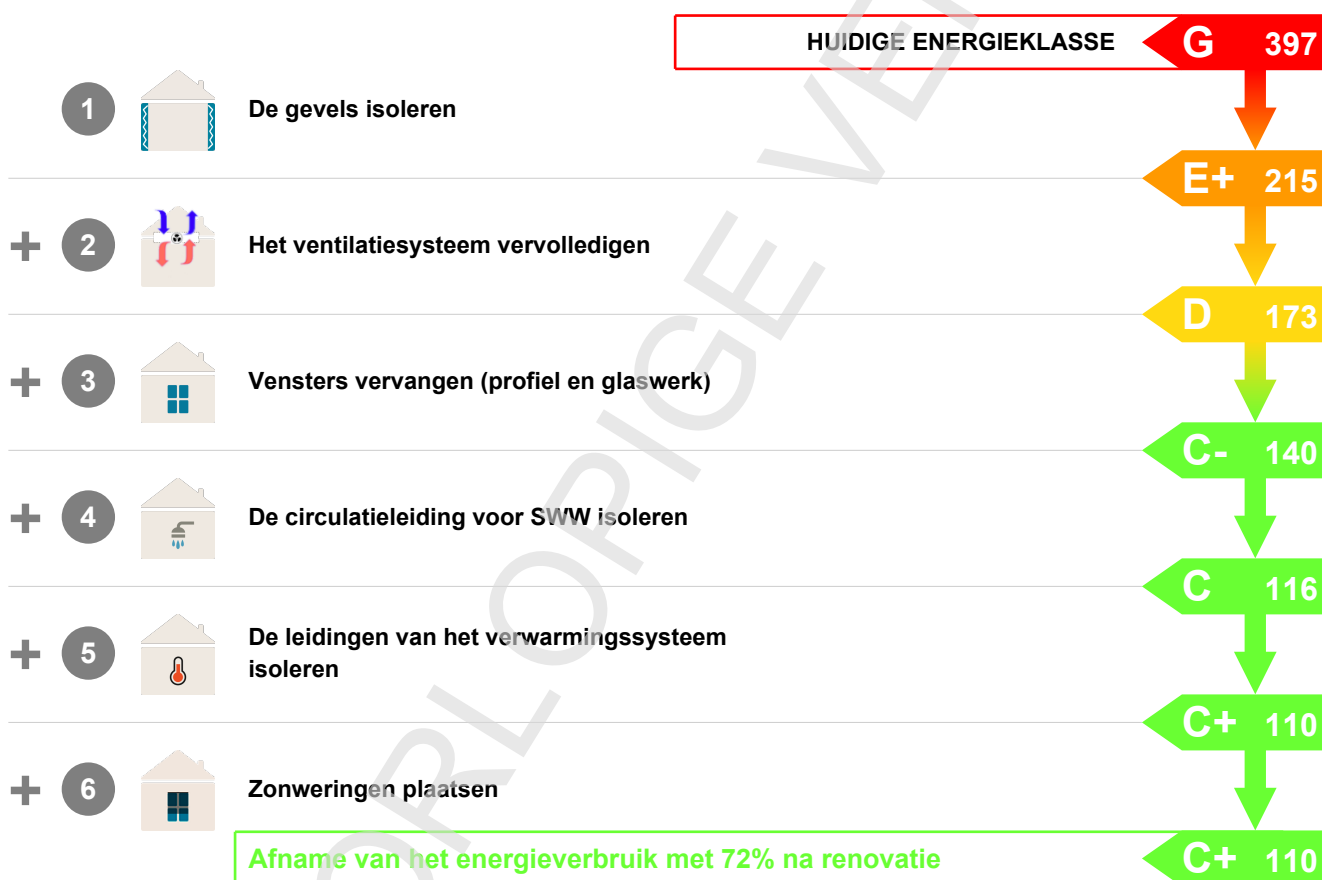 HUIDIGE ENERGIEKLASSE G 397
1 De gevels isoleren
E+ 215
+ 2 Het ventilatiesysteem vervolledigen
D 173
+ 3 Vensters vervangen (profiel en glaswerk)
C- 140
+ 4 De circulatieleiding voor SWW isoleren
C 116
+ 5 De leidingen van het verwarmingssysteem
isoleren
C+ 110
+ 6 Zonweringen plaatsen
Afname van het energieverbruik met 72% na renovatie C+ 110